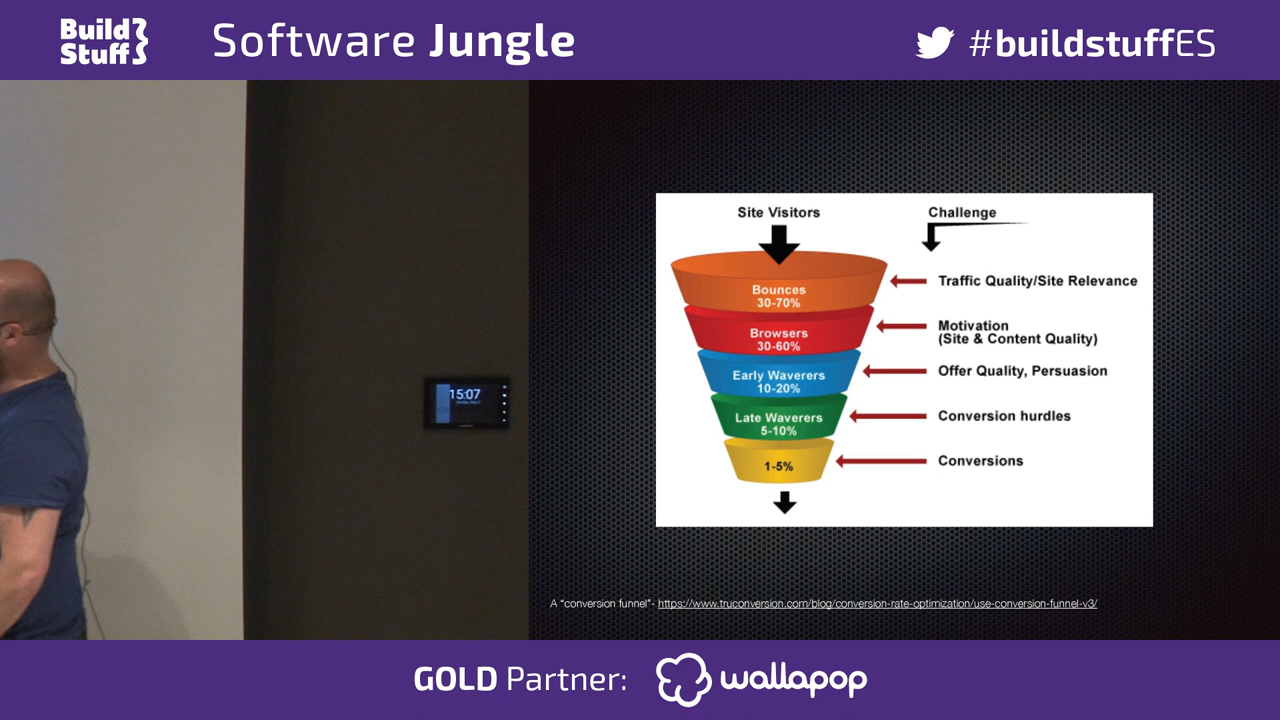 Build
Stuff
Software Jungle
#buildstuffES
15:07
Site Visitors
Challenge
Bounces
30-70%
Traffic Quality/Site Relevance
Browsers
30-60%
Motivation
(Site & Content Quality)
Early Waverers
10-20%
Offer Quality, Persuasion
Late Waverers
5-10%
Conversion hurdles
1-5%
Conversions
A “conversion funnel”- https://www.truconversion.com/blog/conversion-rate-optimization/use-conversion-funnel-v3/
GOLD Partner:
wallapop